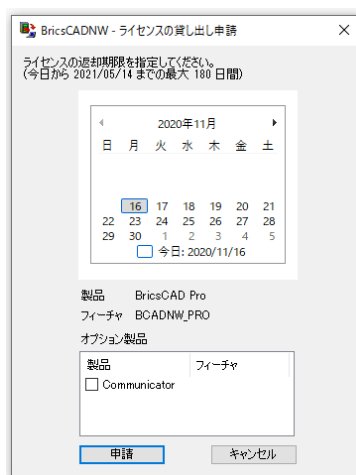 BricsCADNW - ライセンスの貸し出し申請
ライセンスの返却期限を指定してください。
(今日から 2021/05/14 までの最大 180 日間)
2020年11月
日 月 火 水 木 金 土
16 17 18 19 20 21
22 23 24 25 26 27 28
29 30 1 2 3 4 5
今日: 2020/11/16
製品 BricsCAD Pro
フィーチャ BCADNW_PRO
オプション製品
製品 フィーチャ
Communicator
申請 キャンセル